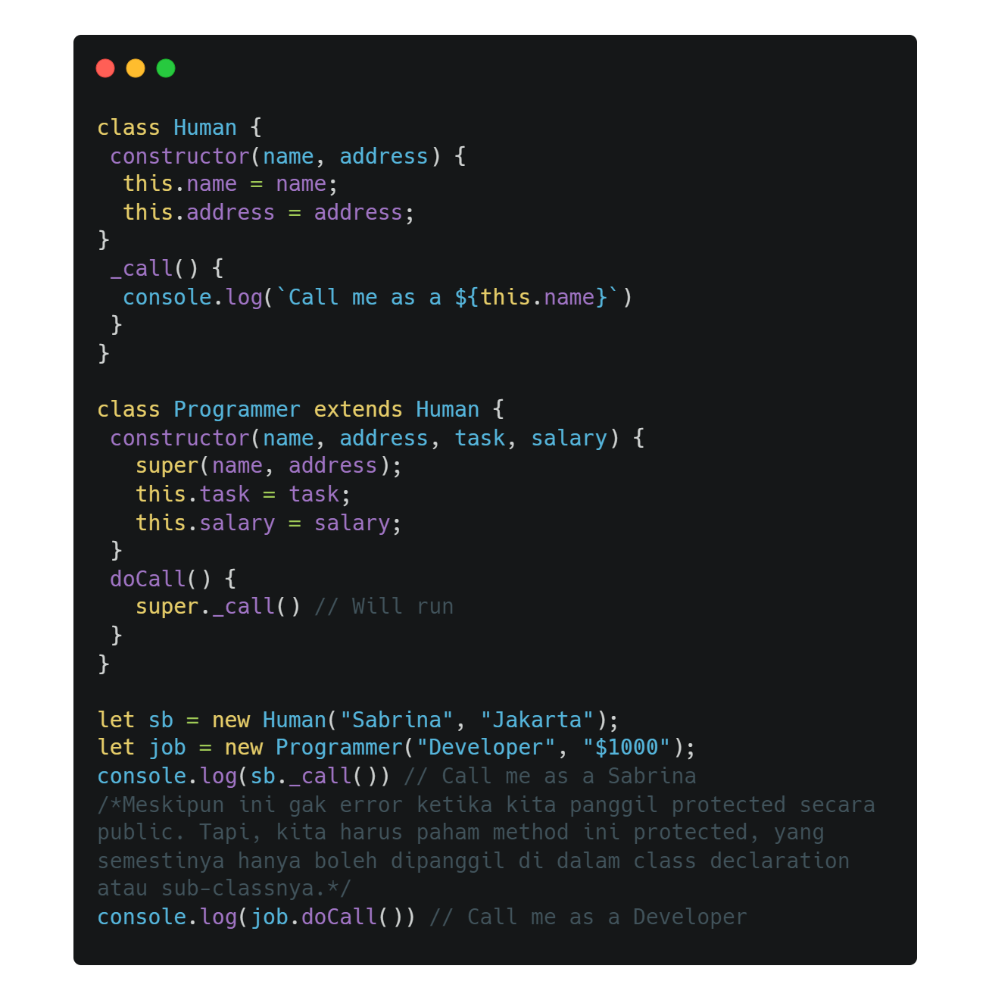 class Human {
 constructor(name, address) {
  this.name = name;
  this.address = address;
}
 _call() {
  console.log(`Call me as a ${this.name}`)
 }
}

class Programmer extends Human {
 constructor(name, address, task, salary) {
   super(name, address);
   this.task = task;
   this.salary = salary;
 }
 doCall() {
   super._call() // Will run
 }
}

let sb = new Human("Sabrina", "Jakarta");
let job = new Programmer("Developer", "$1000");
console.log(sb._call()) // Call me as a Sabrina
/*Meskipun ini gak error ketika kita panggil protected secara
public. Tapi, kita harus paham method ini protected, yang
semestinya hanya boleh dipanggil di dalam class declaration
atau sub-classnya.*/
console.log(job.doCall()) // Call me as a Developer